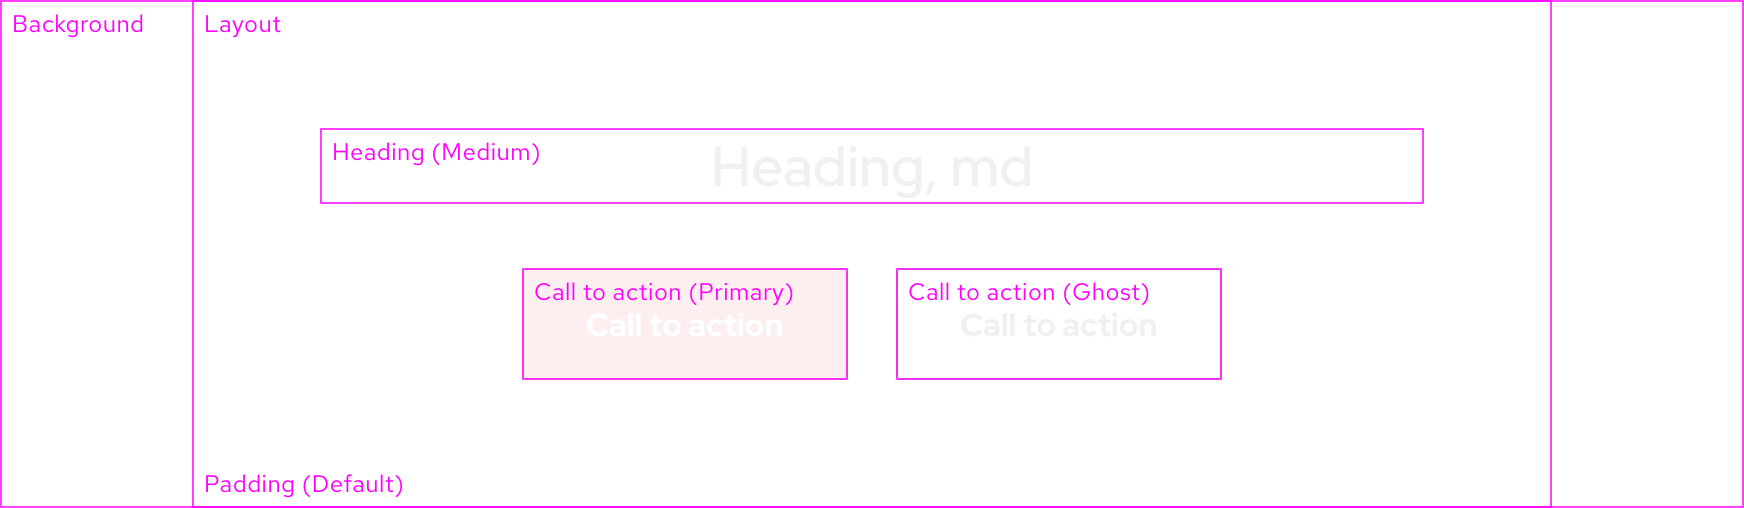 Background
Layout
Heading (Medium)
Heading, md
Call to action (Primary)
Call to action
Call to action (Ghost)
Call to action
Padding (Default)